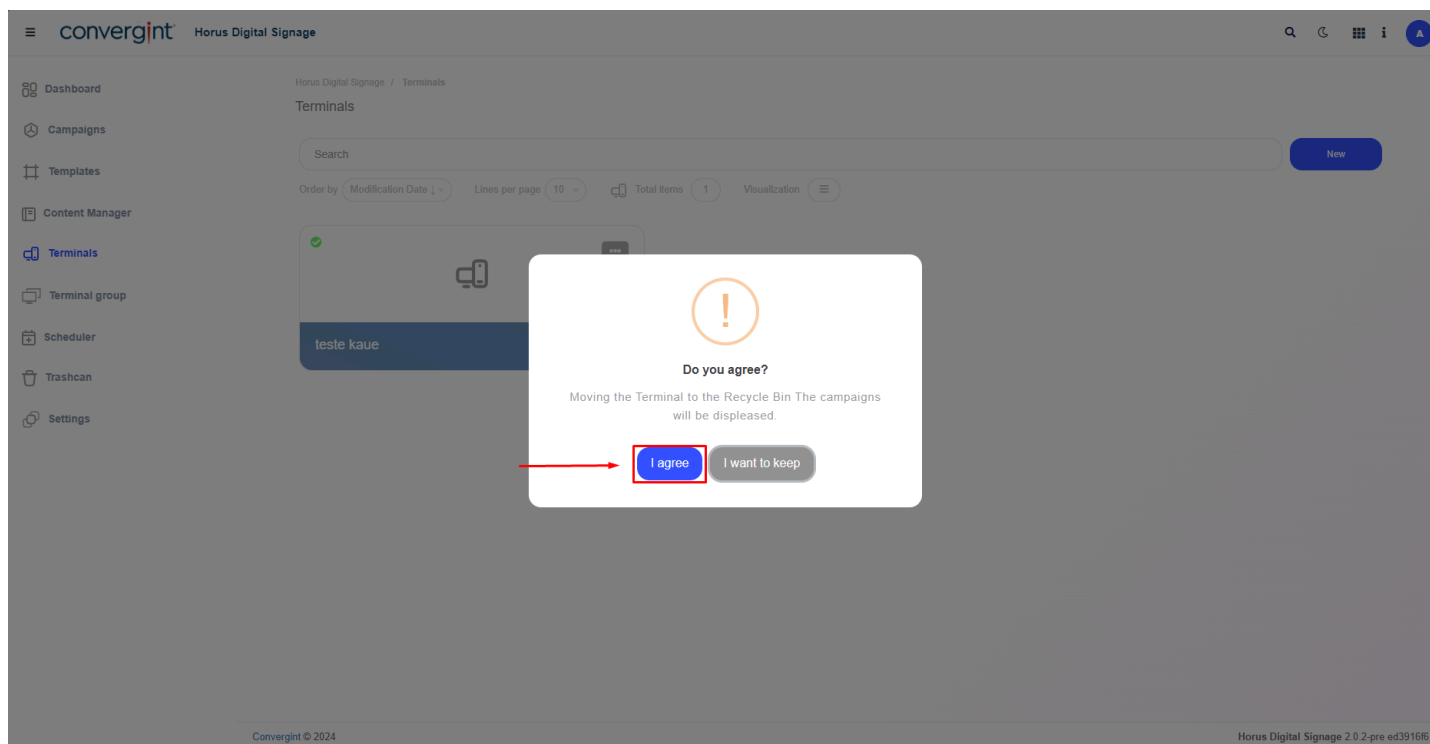 convergint Horus Digital Signage
A
Dashboard
Campaigns
Templates
Content Manager
Terminals
Terminal group
Scheduler
Trashcan
Settings
Horus Digital Signage / Terminals
Terminals
Search
New
Order by Modification Date ↓ Lines per page 10 Total items 1 Visualization
teste kaue
!
Do you agree?
Moving the Terminal to the Recycle Bin The campaigns
will be displeased.
I agree
I want to keep
Convergint © 2024
Horus Digital Signage 2.0.2-pre ed3916f6